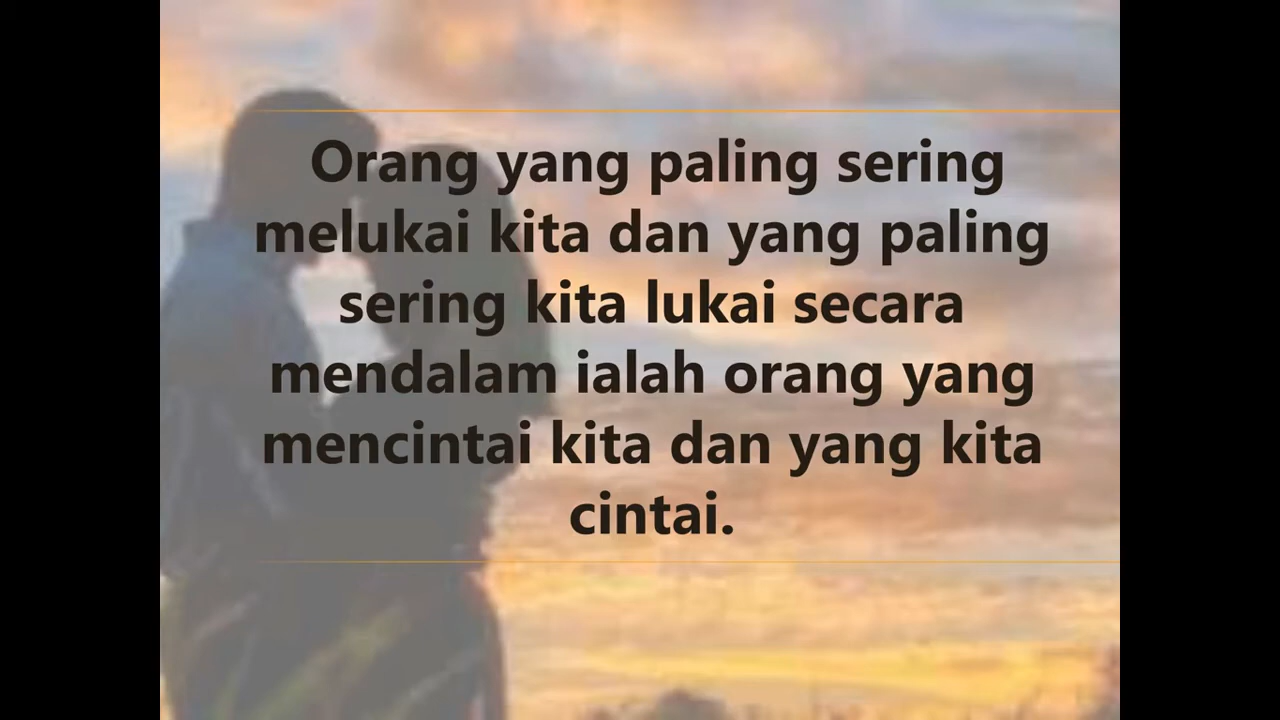 Orang yang paling sering
melukai kita dan yang paling
sering kita lukai secara
mendalam ialah orang yang
mencintai kita dan yang kita
cintai.